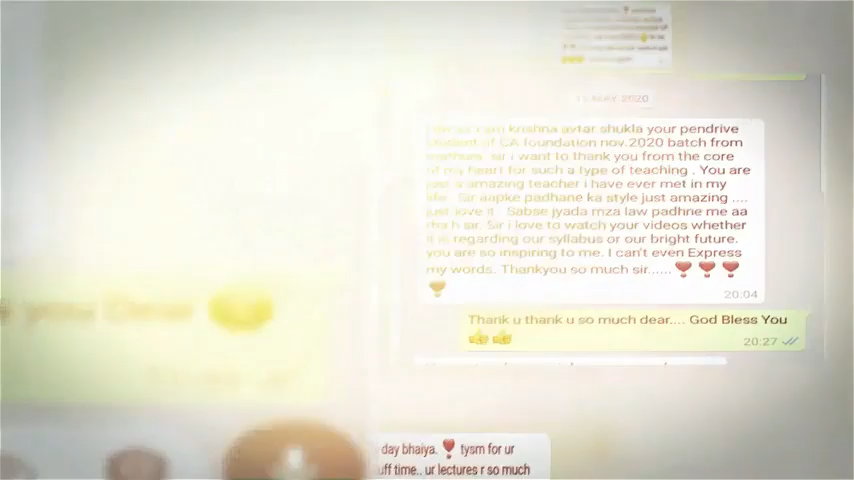 MAY 2020
i am krishna avtar shukla your pendrive
student of CA foundation nov.2020 batch from
sir i want to thank you from the core
of my heart for such a type of teaching . You are
just a amazing teacher i have ever met in my
life. Sir aapke padhane ka style just amazing ....
just love it. Sabse jyada mza law padhne me aa
rha h sir. Sir i love to watch your videos whether
it is regarding our syllabus or our bright future.
you are so inspiring to me. I can't even Express
my words. Thankyou so much sir...... ❣️❣️❣️
20:04
Thank u thank u so much dear.... God Bless You
👍👍
20:27
you Dear
day bhaiya. ❣️ tysm for ur
uff time.. ur lectures r so much